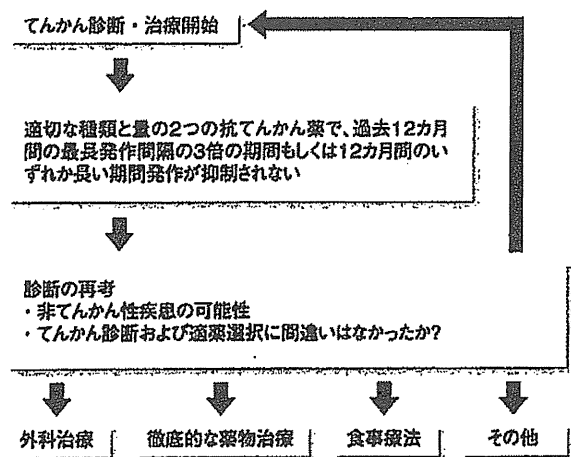 てんかん診断・治療開始
適切な種類と量の2つの抗てんかん薬で、過去12カ月
間の最長発作間隔の3倍の期間もしくは12カ月間のい
ずれか長い期間発作が抑制されない
診断の再考
・非てんかん性疾患の可能性
・てんかん診断および適薬選択に間違いはなかったか?
外科治療
徹底的な薬物治療
食事療法
その他